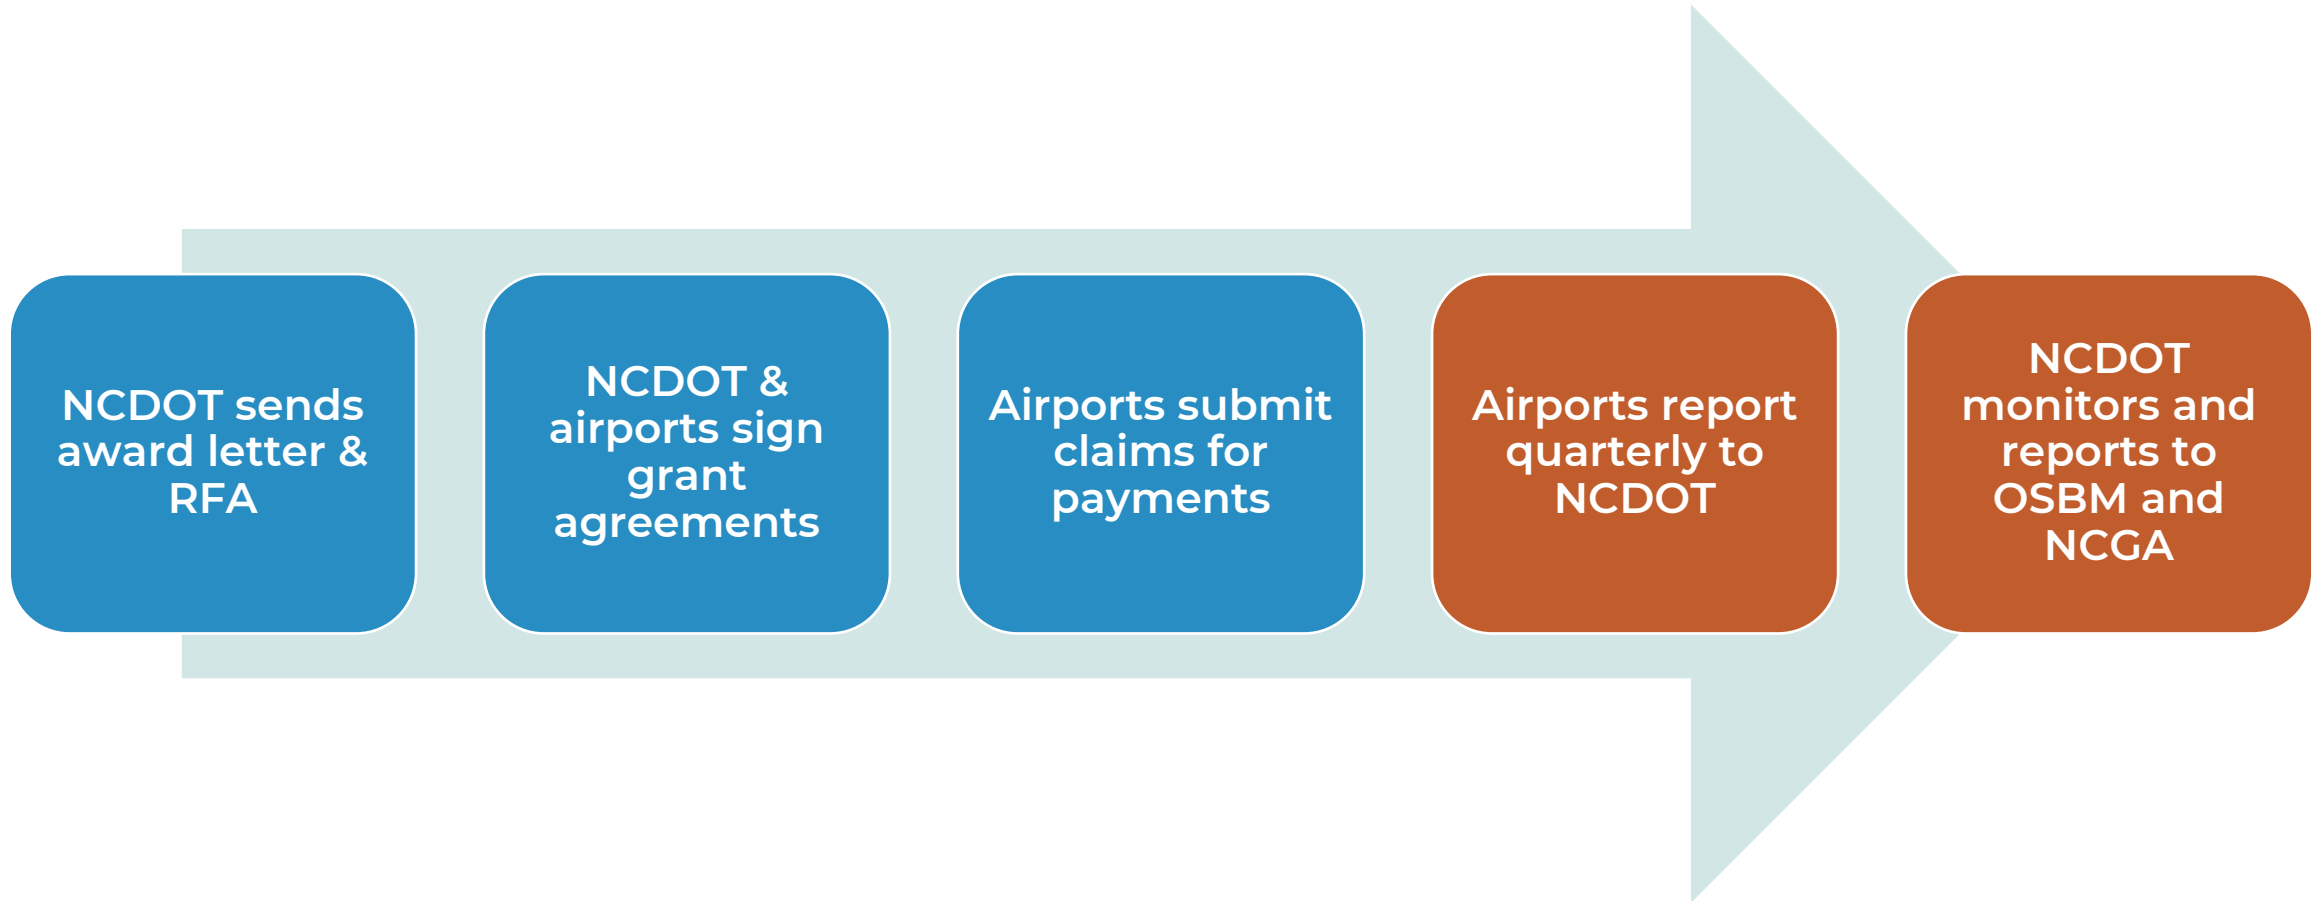 NCDOT sends
award letter &
RFA
NCDOT &
airports sign
grant
agreements
Airports submit
claims for
payments
Airports report
quarterly to
NCDOT
NCDOT
monitors and
reports to
OSBM and
NCGA